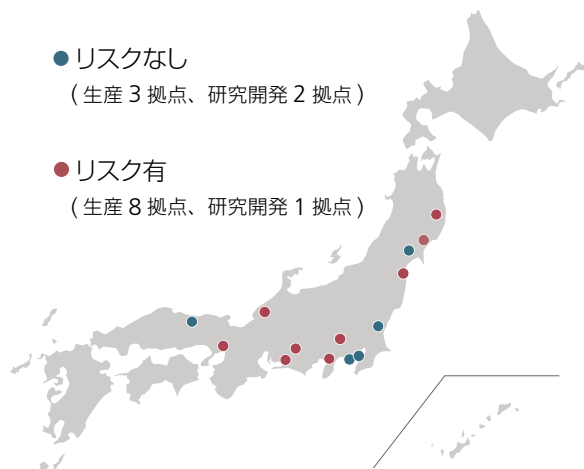 リスクなし
(生産 3 拠点、研究開発 2 拠点)
リスク有
(生産 8 拠点、研究開発 1 拠点)